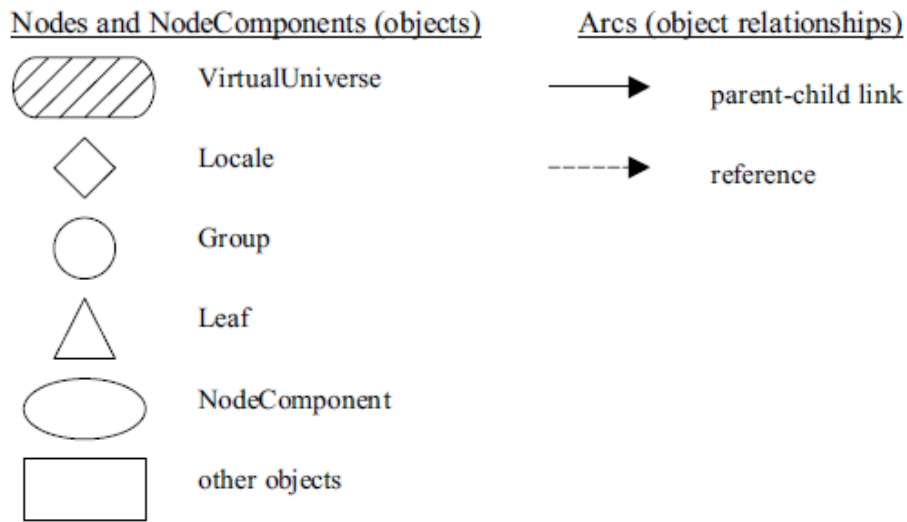 Nodes and NodeComponents (objects)
Arcs (object relationships)
VirtualUniverse
parent-child link
Locale
reference
Group
Leaf
NodeComponent
other objects